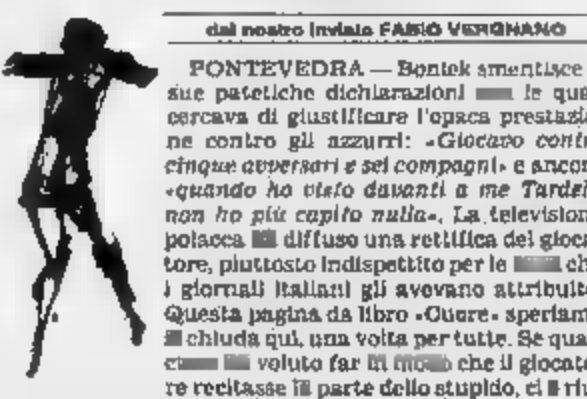 dal nostro inviato FABIO VERGNANO
PONTEVEDRA — Boniek smentisce
sue patetiche dichiarazioni le qua
cercava di giustificare l'opaca prestazio
ne contro gli azzurri: «Giocavo contr
cinque avversari e sei compagni» e ancor
«quando ho visto davanti a me Tardel
non ho più capito nulla». La television
polacca diffuso una rettifica del gioca
tore, piuttosto indispettito per le ch
i giornali italiani gli avevano attribuito
Questa pagina da libro «Cuore» speriam
chiuda qui, una volta per tutte. Se qual
voluto far che il giocato
re recitasse parte dello stupido, ci riu